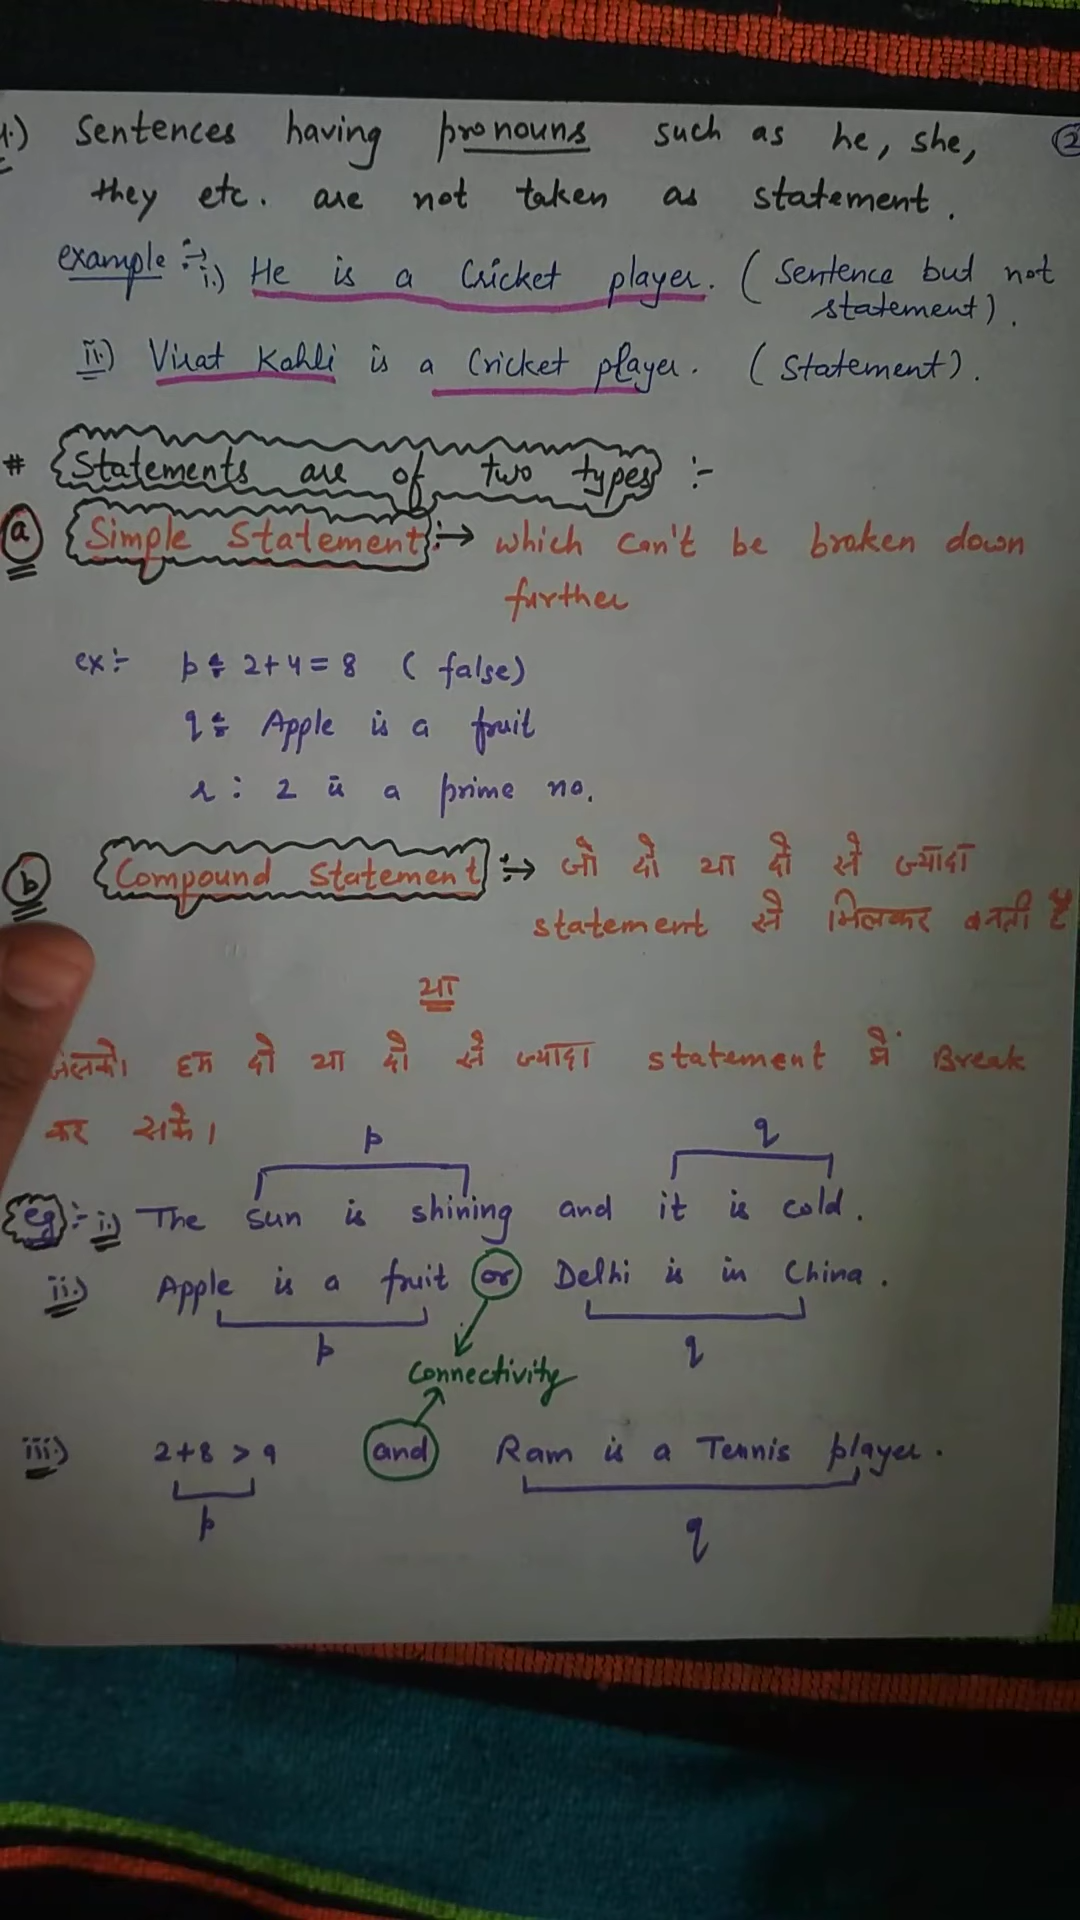 ②
Sentences having pronouns such as he, she,
they etc. are not taken as statement.
example :→ i.) He is a Cricket player. (Sentence but not
statement).
ii.) Virat Kahli is a Cricket player. (Statement).
# Statements are of two types :-
(a) Simple Statement :→ which can't be broken down
further
ex:- p : 2+4=8 (false)
q : Apple is a fruit
r : 2 is a prime no.
(b) Compound Statement :→ जो दो या दो से ज्यादा
statement से मिलकर बनती है
या
हम दो या दो से ज्यादा statement में Break
कर सके।
p q
eg :- i.) The sun is shining and it is cold.
ii.) Apple is a fruit or Delhi is in China.
p q
Connectivity
iii.) 2+8 > 9 and Ram is a Tennis player.
p q